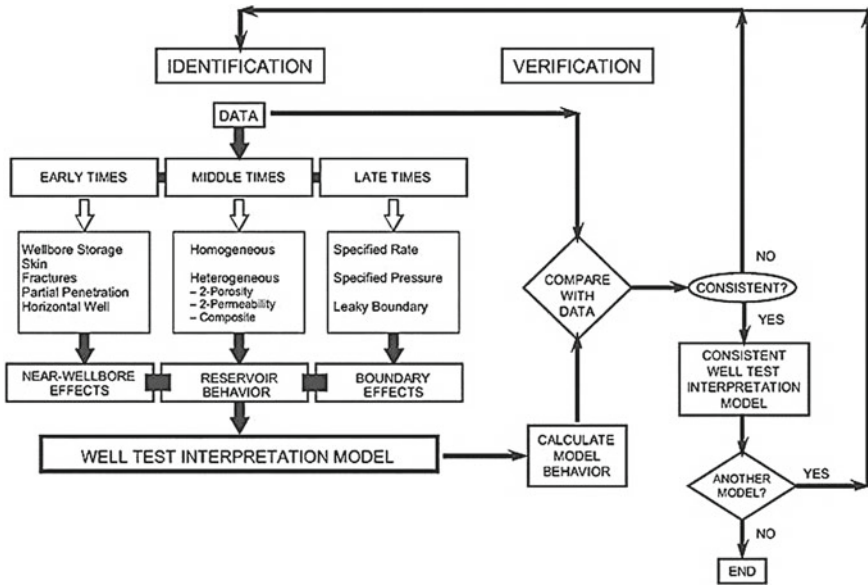 IDENTIFICATION
VERIFICATION
DATA
EARLY TIMES
MIDDLE TIMES
LATE TIMES
Wellbore Storage
Skin
Fractures
Partial Penetration
Horizontal Well
Homogeneous
Heterogeneous
– 2-Porosity
– 2-Permeability
– Composite
Specified Rate
Specified Pressure
Leaky Boundary
NEAR-WELLBORE
EFFECTS
RESERVOIR
BEHAVIOR
BOUNDARY
EFFECTS
WELL TEST INTERPRETATION MODEL
CALCULATE
MODEL
BEHAVIOR
COMPARE
WITH
DATA
CONSISTENT?
NO
YES
CONSISTENT
WELL TEST
INTERPRETATION
MODEL
ANOTHER
MODEL?
YES
NO
END